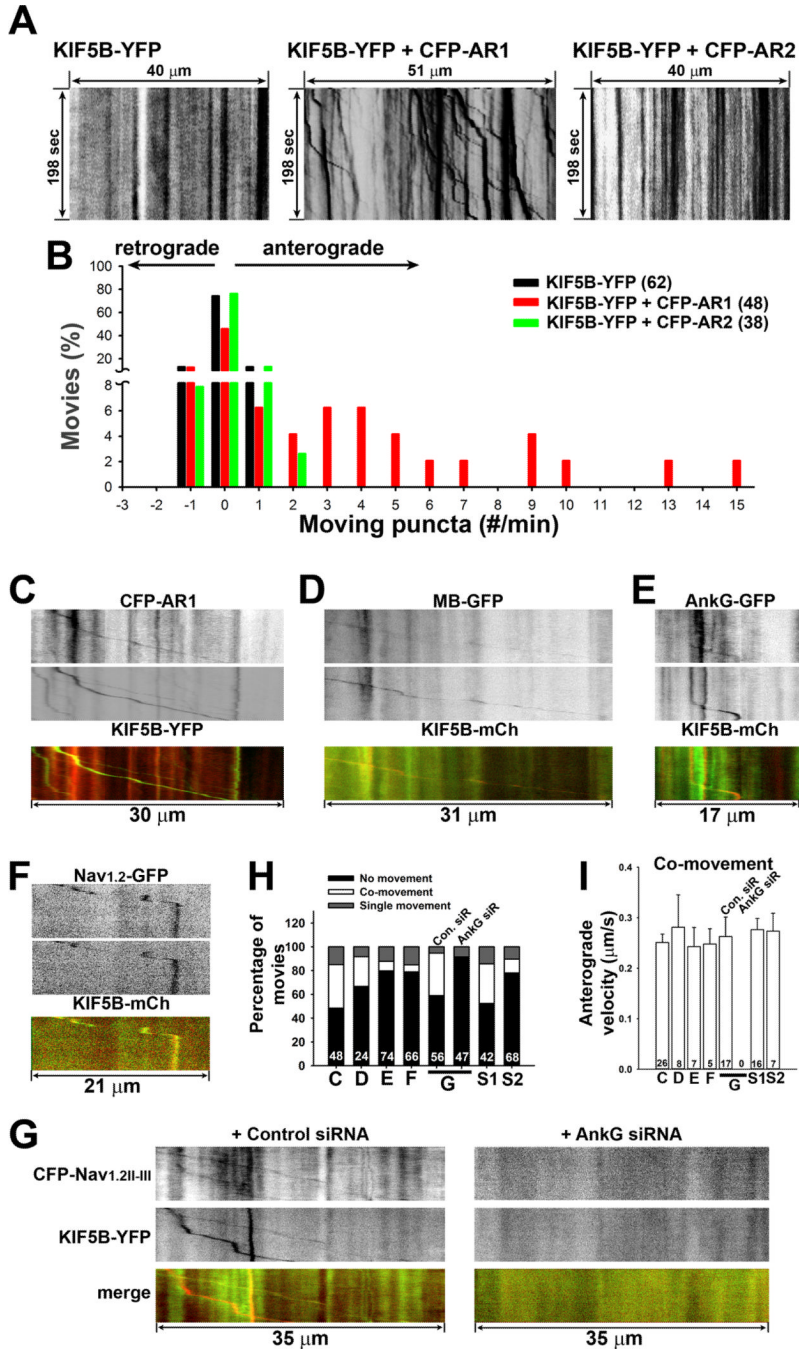 A
KIF5B-YFP
KIF5B-YFP + CFP-AR1
KIF5B-YFP + CFP-AR2
40 μm
51 μm
40 μm
198 sec
198 sec
198 sec
B
retrograde
anterograde
KIF5B-YFP (62)
KIF5B-YFP + CFP-AR1 (48)
KIF5B-YFP + CFP-AR2 (38)
Movies (%)
100
80
60
40
20
8
6
4
2
0
-3 -2 -1 0 1 2 3 4 5 6 7 8 9 10 11 12 13 14 15
Moving puncta (#/min)
C
CFP-AR1
KIF5B-YFP
30 μm
D
MB-GFP
KIF5B-mCh
31 μm
E
AnkG-GFP
KIF5B-mCh
17 μm
F
Nav1.2-GFP
KIF5B-mCh
21 μm
H
No movement
Co-movement
Single movement
Con. siR
AnkG siR
Percentage of movies
120
100
80
60
40
20
0
48 24 74 66 56 47 42 68
C D E F G S1 S2
I
Co-movement
Con. siR
AnkG siR
Anterograde velocity (μm/s)
0.4
0.3
0.2
0.1
0.0
26 8 7 5 17 0 16 7
C D E F G S1 S2
G
+ Control siRNA
+ AnkG siRNA
CFP-Nav1.2II-III
KIF5B-YFP
merge
35 μm
35 μm